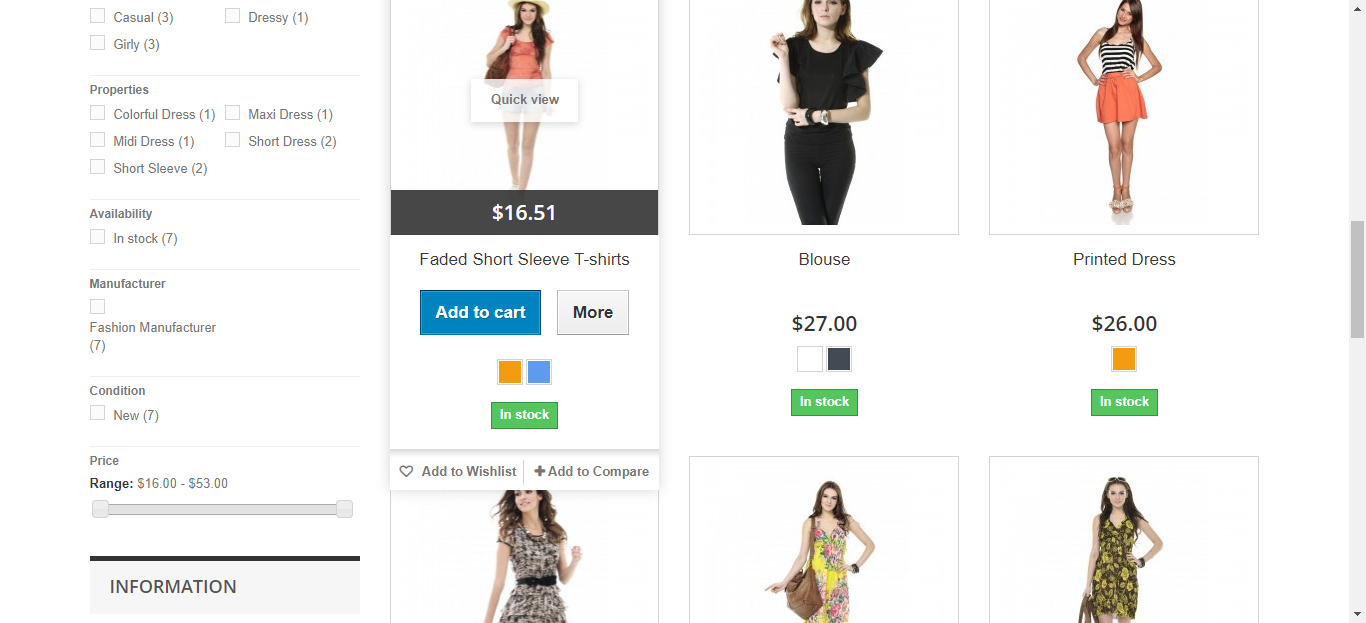 Casual (3)
Dressy (1)
Girly (3)
Properties
Colorful Dress (1)
Maxi Dress (1)
Midi Dress (1)
Short Dress (2)
Short Sleeve (2)
Availability
In stock (7)
Manufacturer
Fashion Manufacturer
(7)
Condition
New (7)
Price
Range: $16.00 - $53.00
INFORMATION
Quick view
$16.51
Faded Short Sleeve T-shirts
Add to cart
More
In stock
Add to Wishlist
Add to Compare
Blouse
$27.00
In stock
Printed Dress
$26.00
In stock